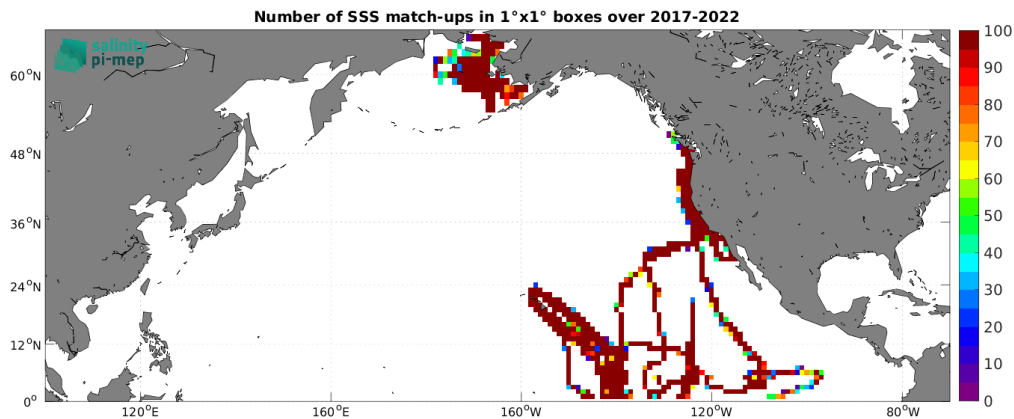 Number of SSS match-ups in 1°x1° boxes over 2017-2022
salinity
pi-mep
60°N
48°N
36°N
24°N
12°N
0°
120°E
160°E
160°W
120°W
80°W
100
90
80
70
60
50
40
30
20
10
0